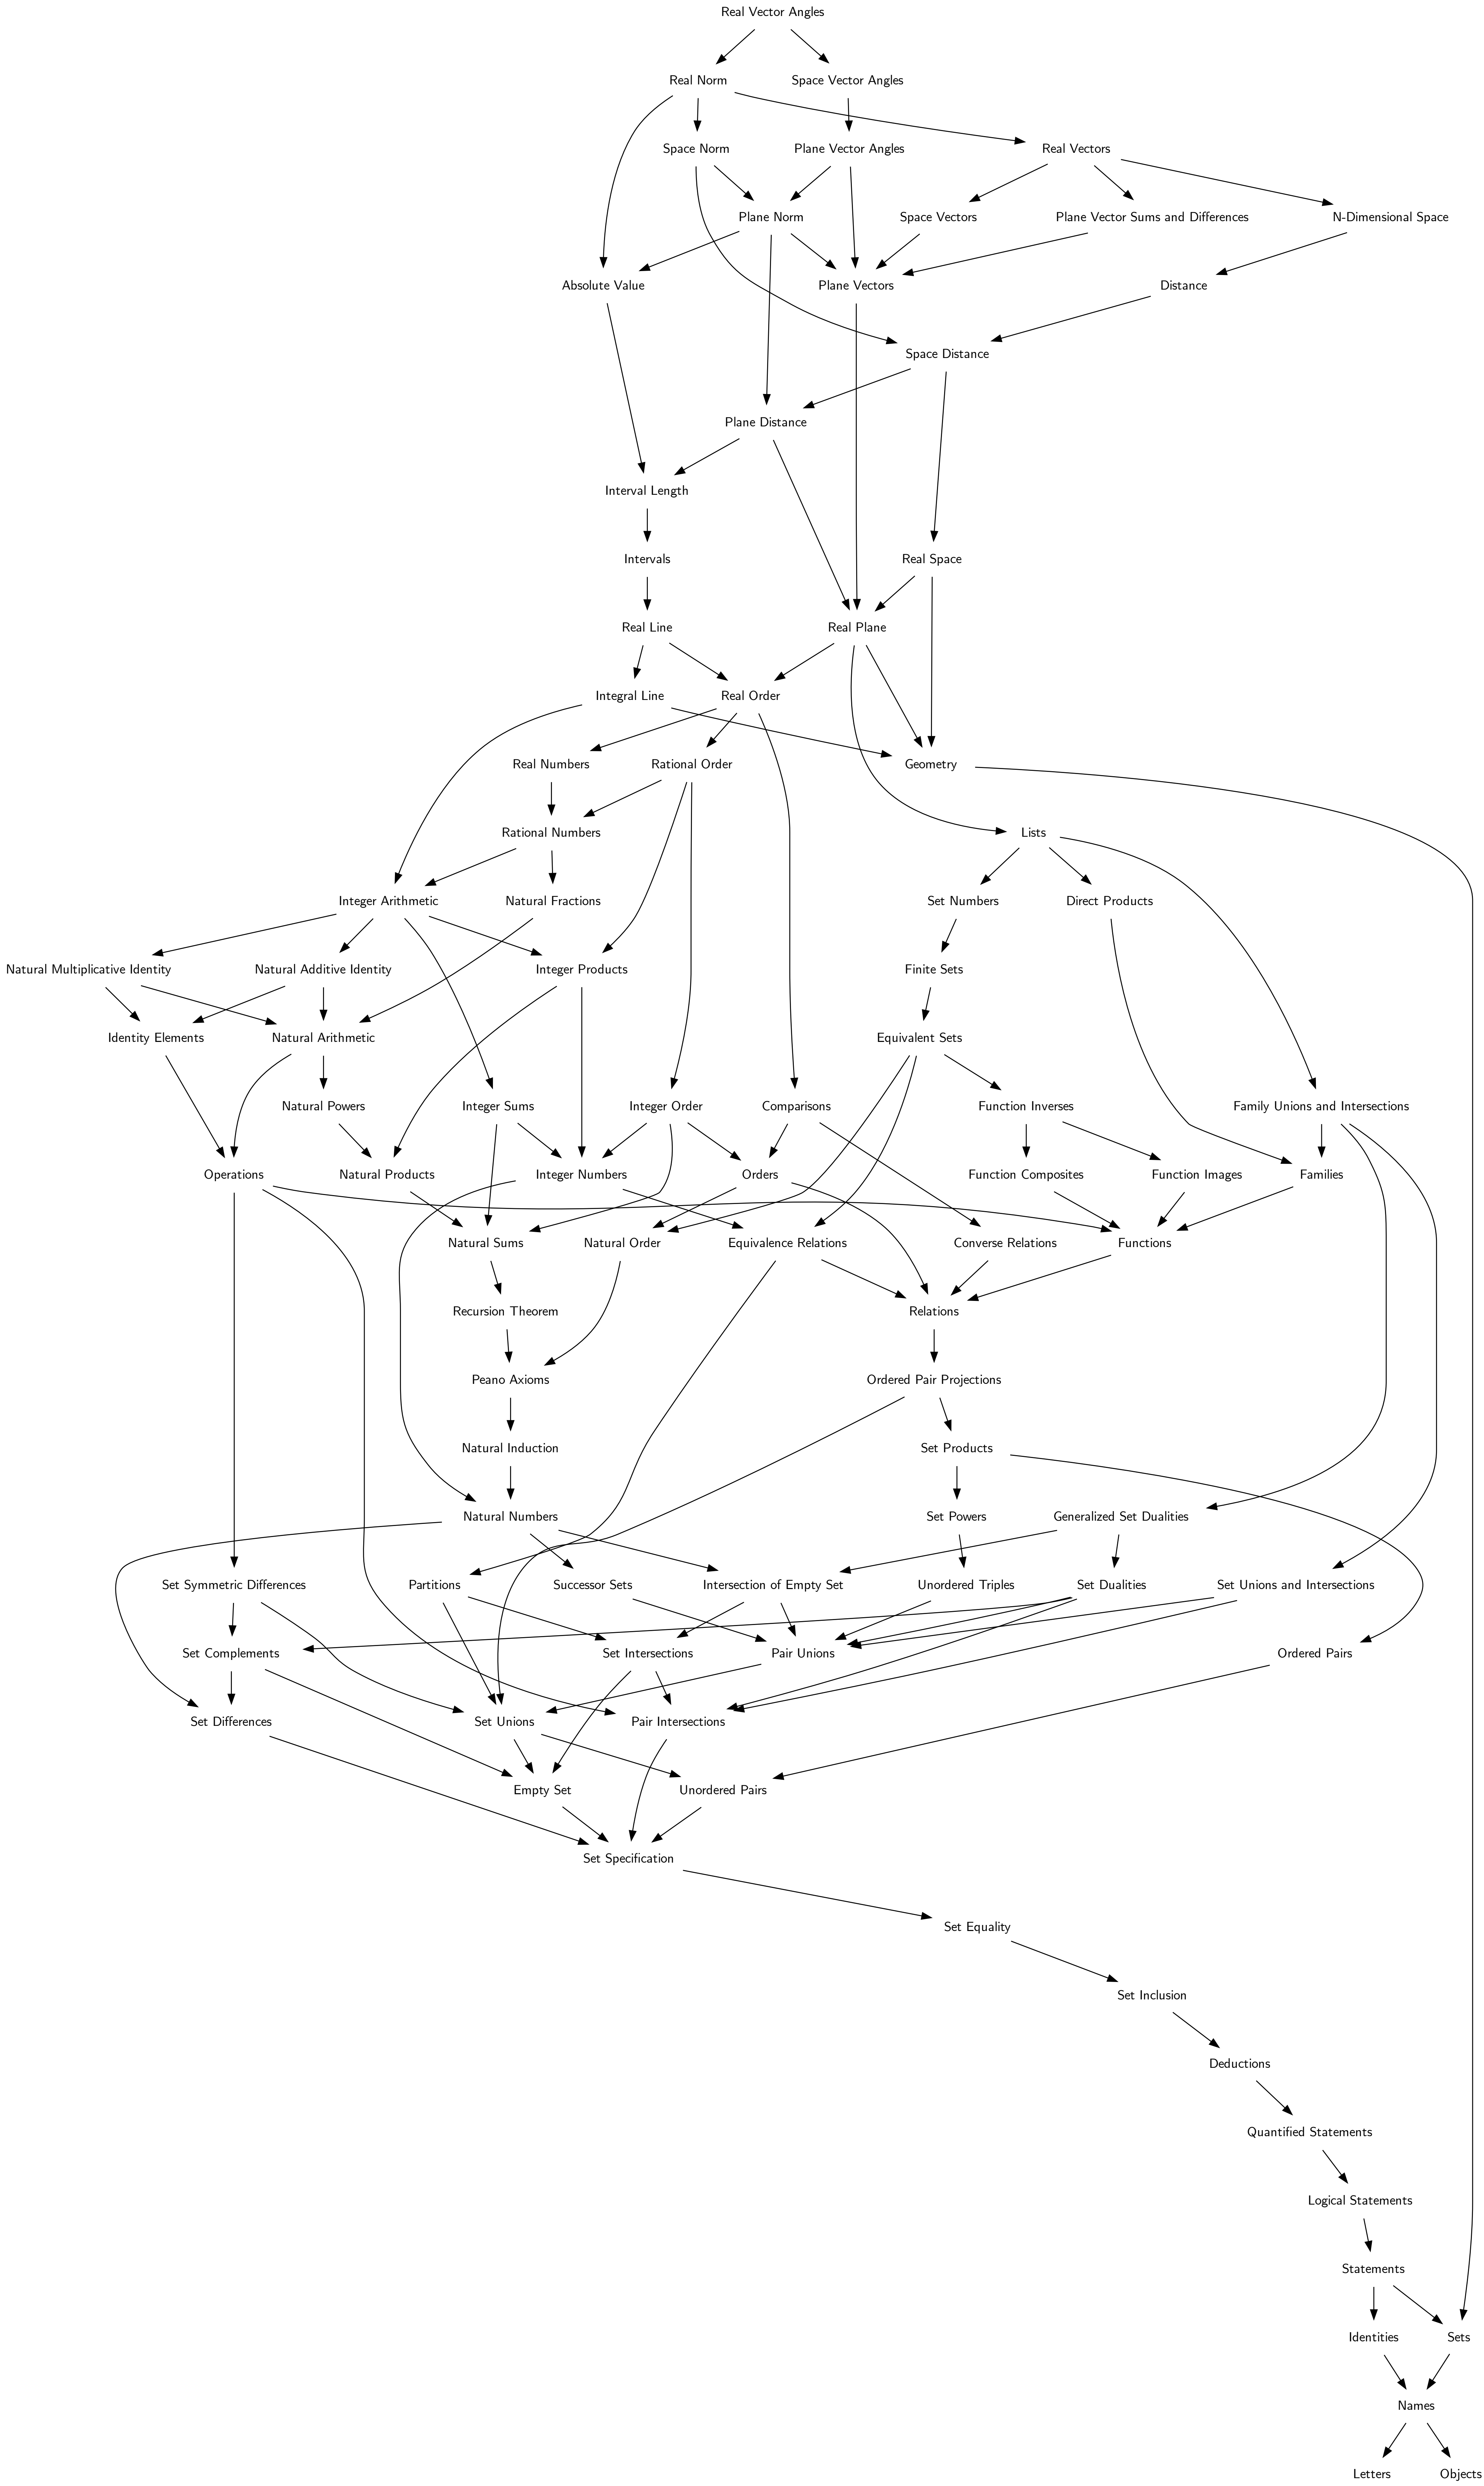 Real Vector Angles
Real Norm
Space Vector Angles
Space Norm
Plane Vector Angles
Real Vectors
Plane Norm
Space Vectors
Plane Vector Sums and Differences
N-Dimensional Space
Absolute Value
Plane Vectors
Distance
Space Distance
Plane Distance
Interval Length
Intervals
Real Space
Real Line
Real Plane
Integral Line
Real Order
Real Numbers
Rational Order
Geometry
Rational Numbers
Lists
Integer Arithmetic
Natural Fractions
Set Numbers
Direct Products
Natural Multiplicative Identity
Natural Additive Identity
Integer Products
Finite Sets
Identity Elements
Natural Arithmetic
Equivalent Sets
Natural Powers
Integer Sums
Integer Order
Comparisons
Function Inverses
Family Unions and Intersections
Operations
Natural Products
Integer Numbers
Orders
Function Composites
Function Images
Families
Natural Sums
Natural Order
Equivalence Relations
Converse Relations
Functions
Recursion Theorem
Relations
Peano Axioms
Ordered Pair Projections
Natural Induction
Set Products
Natural Numbers
Set Powers
Generalized Set Dualities
Set Symmetric Differences
Partitions
Successor Sets
Intersection of Empty Set
Unordered Triples
Set Dualities
Set Unions and Intersections
Set Complements
Set Intersections
Pair Unions
Ordered Pairs
Set Differences
Set Unions
Pair Intersections
Empty Set
Unordered Pairs
Set Specification
Set Equality
Set Inclusion
Deductions
Quantified Statements
Logical Statements
Statements
Identities
Sets
Names
Letters
Objects